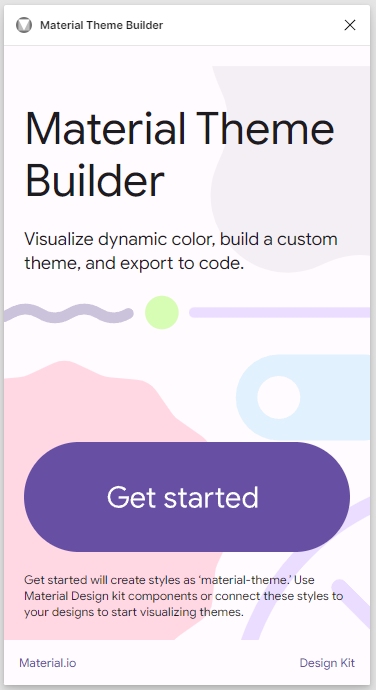 Material Theme Builder
Material Theme
Builder
Visualize dynamic color, build a custom
theme, and export to code.
Get started
Get started will create styles as ‘material-theme.’ Use
Material Design kit components or connect these styles to
your designs to start visualizing themes.
Material.io
Design Kit